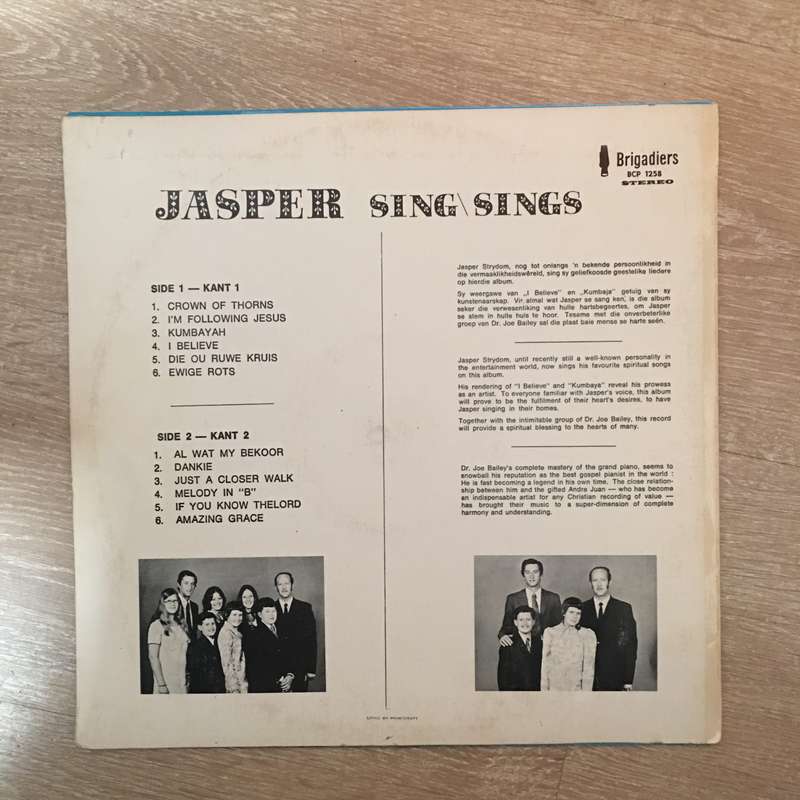 Brigadiers
BCP 1258
STEREO
JASPER SING\SINGS
SIDE 1 — KANT 1
1. CROWN OF THORNS
2. I'M FOLLOWING JESUS
3. KUMBAYAH
4. I BELIEVE
5. DIE OU RUWE KRUIS
6. EWIGE ROTS
SIDE 2 — KANT 2
1. AL WAT MY BEKOOR
2. DANKIE
3. JUST A CLOSER WALK
4. MELODY IN "B"
5. IF YOU KNOW THELORD
6. AMAZING GRACE
Jasper Strydom, nog tot onlangs 'n bekende persoonlikheid in
die vermaaklikheidswêreld, sing sy geliefkoosde geestelike liedere
op hierdie album.
Sy weergawe van „I Believe" en „Kumbaja" getuig van sy
kunstenaarskap. Vir almal wat Jasper se sang ken, is die album
seker die verwesentliking van hulle hartsbegeertes, om Jasper
se stem in hulle huis te hoor. Tesame met die onverbeterlike
groep van Dr. Joe Bailey sal die plaat baie mense se harte seën.
Jasper Strydom, until recently still a well-known personality in
the entertainment world, now sings his favourite spiritual songs
on this album.
His rendering of "I Believe" and "Kumbaya" reveal his prowess
as an artist. To everyone familiar with Jasper's voice, this album
will prove to be the fulfilment of their heart's desires, to have
Jasper singing in their homes.
Together with the intimitable group of Dr. Joe Bailey, this record
will provide a spiritual blessing to the hearts of many.
Dr. Joe Bailey's complete mastery of the grand piano, seems to
snowball his reputation as the best gospel pianist in the world :
He is fast becoming a legend in his own time. The close relation-
ship between him and the gifted Andre Juan — who has become
an indispensable artist for any Christian recording of value —
has brought their music to a super-dimension of complete
harmony and understanding.